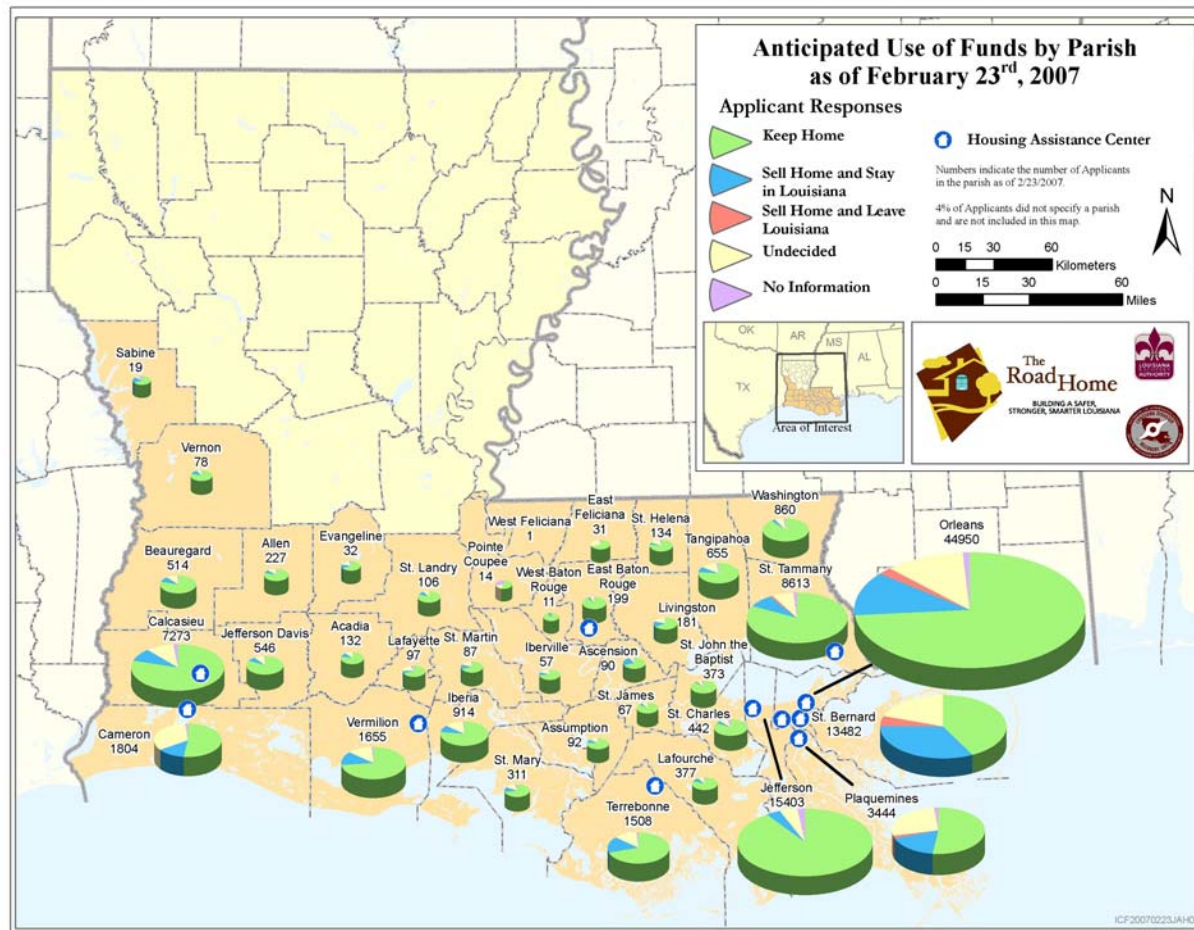 Anticipated Use of Funds by Parish
as of February 23rd, 2007
Applicant Responses
Keep Home
Sell Home and Stay
in Louisiana
Sell Home and Leave
Louisiana
Undecided
No Information
Housing Assistance Center
Numbers indicate the number of Applicants
in the parish as of 2/23/2007.
4% of Applicants did not specify a parish
and are not included in this map.
N
0 15 30 60
Kilometers
0 15 30 60
Miles
OK
AR
MS
AL
TX
Area of Interest
The
Road Home
BUILDING A SAFER,
STRONGER, SMARTER LOUISIANA
LOUISIANA
AUTHORITY
Sabine
19
Vernon
78
Beauregard
514
Allen
227
Evangeline
32
St. Landry
106
Pointe
Coupee
14
West Feliciana
1
East
Feliciana
31
St. Helena
134
Tangipahoa
655
Washington
860
Orleans
44950
West Baton
Rouge
11
East Baton
Rouge
199
Livingston
181
St. Tammany
8613
Calcasieu
7273
Jefferson Davis
546
Acadia
132
Lafayette
97
St. Martin
87
Iberville
57
Ascension
90
St. John the
Baptist
373
Cameron
1804
Vermilion
1655
Iberia
914
St. Mary
311
Assumption
92
St. James
67
St. Charles
442
St. Bernard
13482
Lafourche
377
Terrebonne
1508
Jefferson
15403
Plaquemines
3444